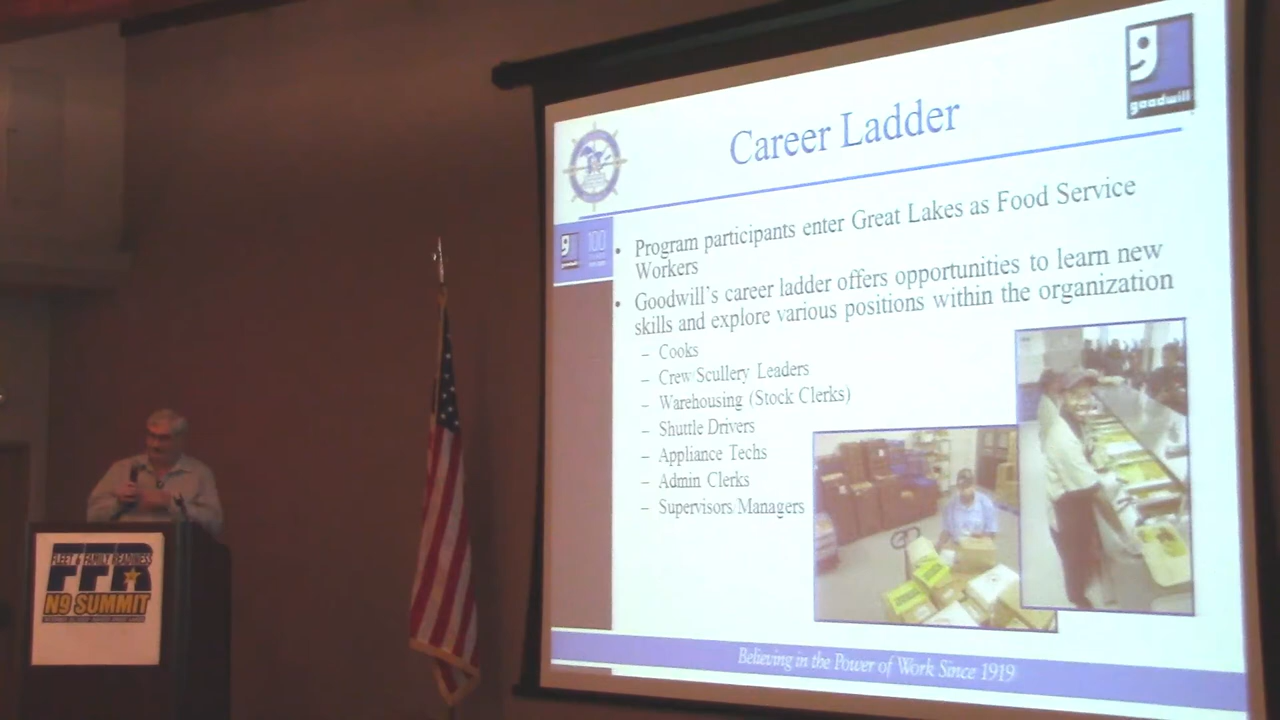 Career Ladder
goodwill
goodwill
100
• Program participants enter Great Lakes as Food Service
Workers
• Goodwill's career ladder offers opportunities to learn new
skills and explore various positions within the organization
– Cooks
– Crew/Scullery Leaders
– Warehousing (Stock Clerks)
– Shuttle Drivers
– Appliance Techs
– Admin Clerks
– Supervisors Managers
Believing in the Power of Work Since 1919
FLEET & FAMILY READINESS
FFR
N9 SUMMIT